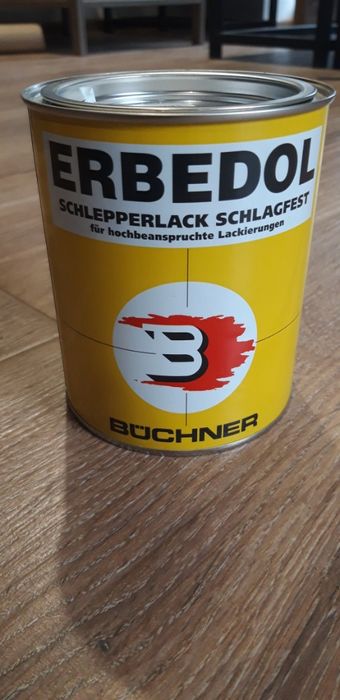 ERBEDOL
SCHLEPPERLACK SCHLAGFEST
für hochbeanspruchte Lackierungen
B
BÜCHNER